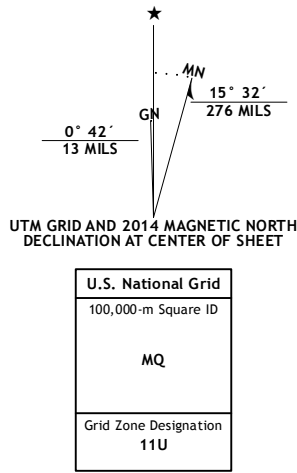 MN
GN
15° 32´
276 MILS
0° 42´
13 MILS
UTM GRID AND 2014 MAGNETIC NORTH
DECLINATION AT CENTER OF SHEET
U.S. National Grid
100,000-m Square ID
MQ
Grid Zone Designation
11U